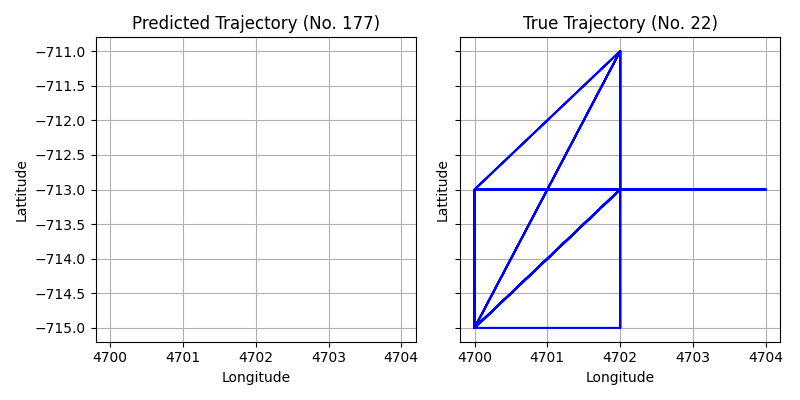 Predicted Trajectory (No. 177)
True Trajectory (No. 22)
Lattitude
−711.0
−711.5
−712.0
−712.5
−713.0
−713.5
−714.0
−714.5
−715.0
4700 4701 4702 4703 4704
Longitude
Lattitude
4700 4701 4702 4703 4704
Longitude